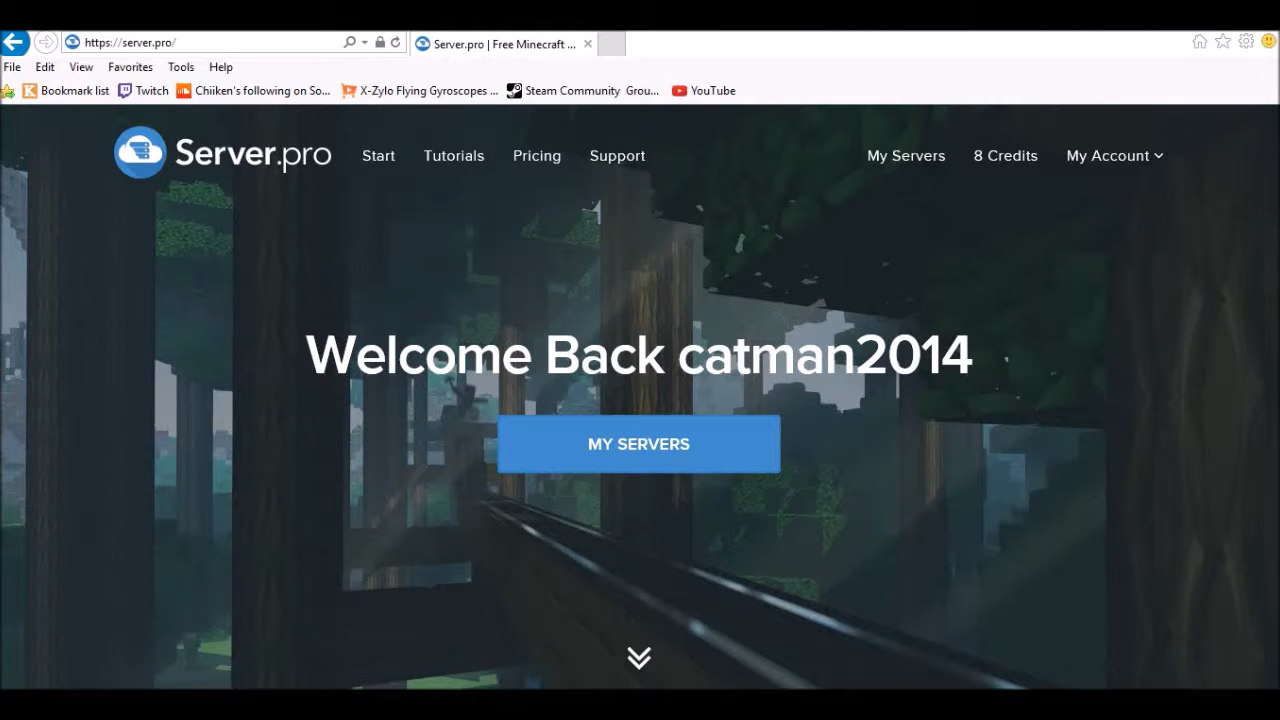 https://server.pro/
Server.pro | Free Minecraft ...
File Edit View Favorites Tools Help
Bookmark list Twitch Chiiken's following on So... X-Zylo Flying Gyroscopes ... Steam Community Grou... YouTube
Server.pro Start Tutorials Pricing Support My Servers 8 Credits My Account
Welcome Back catman2014
MY SERVERS